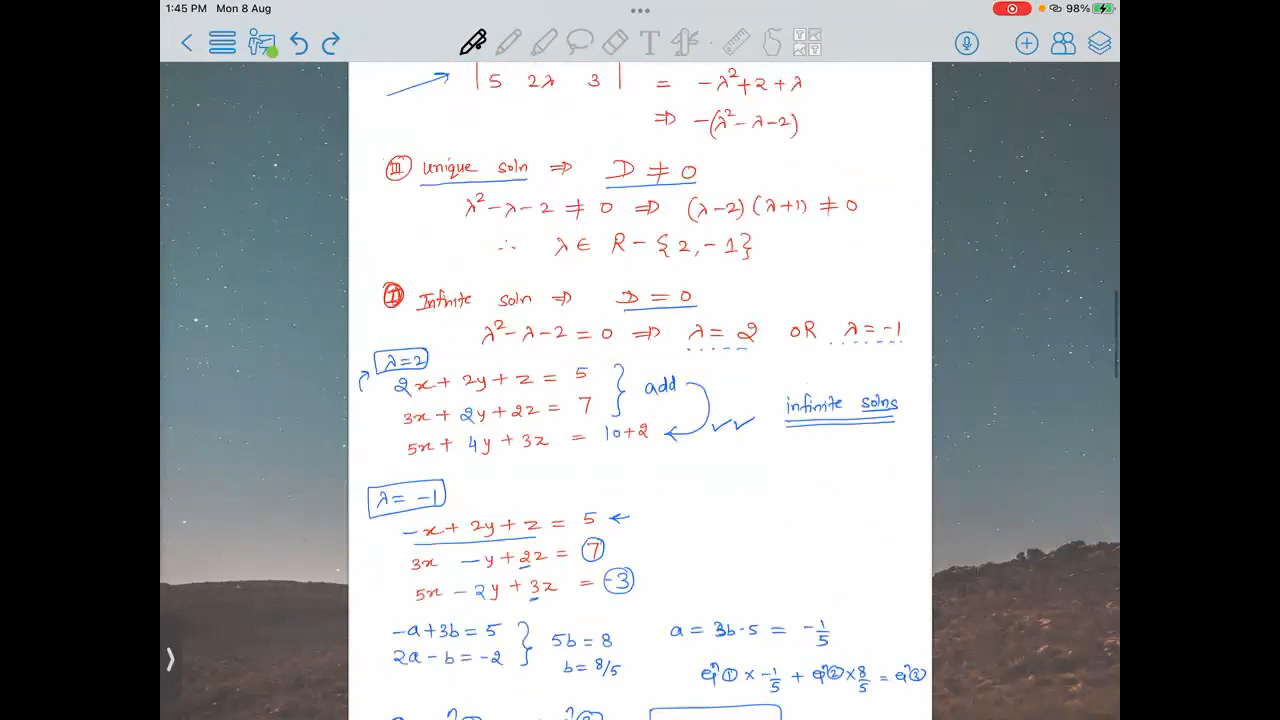 1:45 PM Mon 8 Aug
98%
| 5 2λ 3 | = -λ²+2+λ
⇒ -(λ²-λ-2)
III Unique soln ⇒ D ≠ 0
λ²-λ-2 ≠ 0 ⇒ (λ-2)(λ+1) ≠ 0
∴ λ ∈ R - {2, -1}
Infinite soln ⇒ D = 0
λ²-λ-2=0 ⇒ λ = 2 OR λ = -1
λ=2
2x + 2y + z = 5
3x + 2y + 2z = 7
add
infinite solns
5x + 4y + 3z = 10+2
λ = -1
-x + 2y + z = 5
3x - y + 2z = 7
5x - 2y + 3z = -3
-a+3b=5
2a-b=-2
5b=8
b=8/5
a = 3b-5 = -1/5
eqn① × -1/5 + eqn② × 8/5 = eqn③